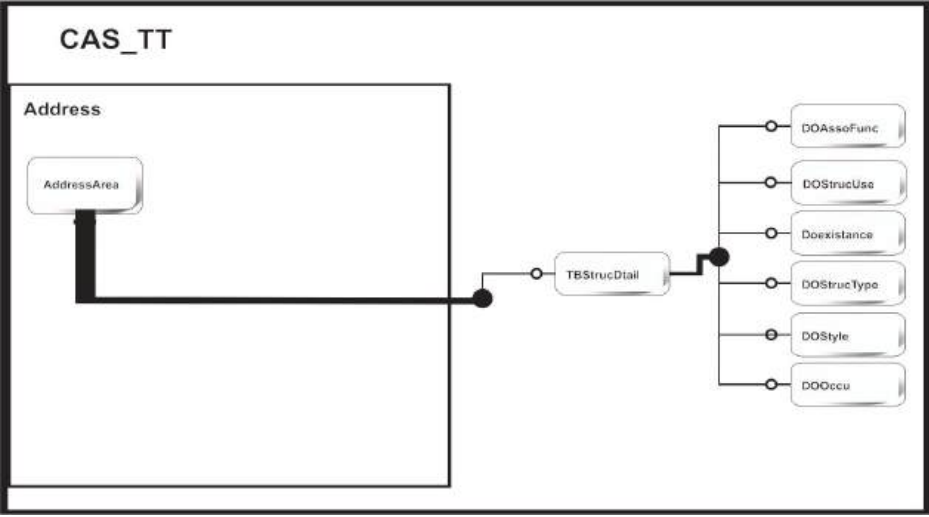 CAS_TT
Address
AddressArea
TBStrucDtail
DOAssoFunc
DOStrucUse
Doexistance
DOStrucType
DOStyle
DOOccu